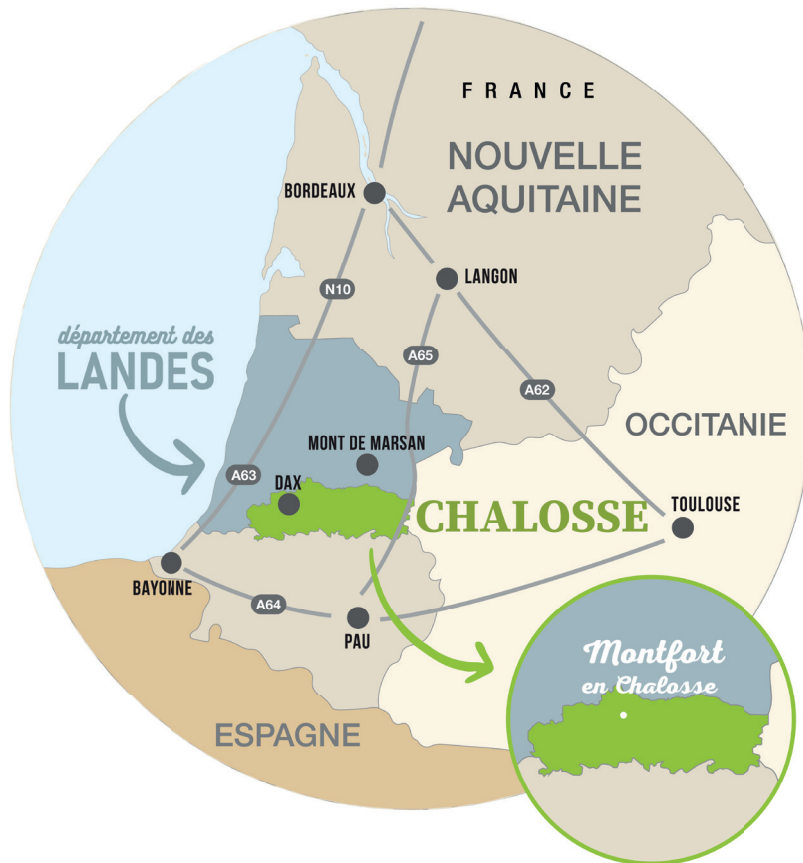 FRANCE
NOUVELLE
AQUITAINE
BORDEAUX
LANGON
N10
département des
LANDES
A65
A62
OCCITANIE
MONT DE MARSAN
A63
DAX
CHALOSSE
TOULOUSE
BAYONNE
A64
PAU
Montfort
en Chalosse
ESPAGNE